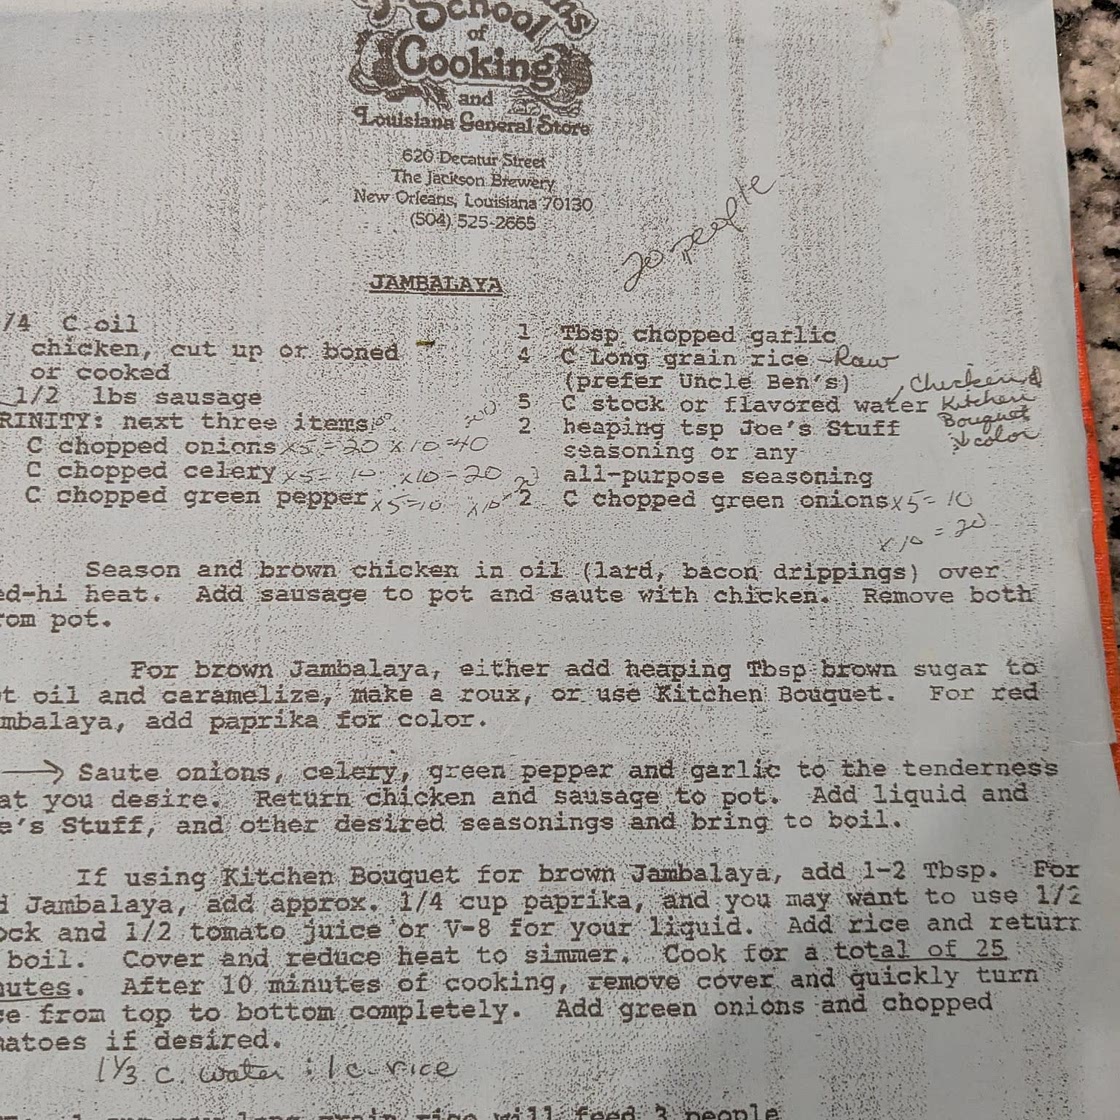 School
of
Cooking
and
Louisiana General Store
620 Decatur Street
The Jackson Brewery
New Orleans, Louisiana 70130
(504) 525-2665
20 people
JAMBALAYA
/4 C oil
chicken, cut up or boned
or cooked
1/2 lbs sausage
RINITY: next three items
C chopped onions x5=20 x10=40
C chopped celery x5=10 x10=20
C chopped green pepper x5=10 x10
1 Tbsp chopped garlic
4 C Long grain rice - Raw
(prefer Uncle Ben's)
5 C stock or flavored water
Chicken &
Kitchen
Bouquet
color
2 heaping tsp Joe's Stuff
seasoning or any
all-purpose seasoning
2 C chopped green onions x5=10
x10=20
Season and brown chicken in oil (lard, bacon drippings) over
ed-hi heat. Add sausage to pot and saute with chicken. Remove both
rom pot.
For brown Jambalaya, either add heaping Tbsp brown sugar to
t oil and caramelize, make a roux, or use Kitchen Bouquet. For red
mbalaya, add paprika for color.
→ Saute onions, celery, green pepper and garlic to the tenderness
at you desire. Return chicken and sausage to pot. Add liquid and
e's Stuff, and other desired seasonings and bring to boil.
If using Kitchen Bouquet for brown Jambalaya, add 1-2 Tbsp. For
d Jambalaya, add approx. 1/4 cup paprika, and you may want to use 1/2
ock and 1/2 tomato juice or V-8 for your liquid. Add rice and return
boil. Cover and reduce heat to simmer. Cook for a total of 25
nutes. After 10 minutes of cooking, remove cover and quickly turn
ce from top to bottom completely. Add green onions and chopped
matoes if desired.
1 1/3 c. water : 1 c. rice
long grain rice will feed 3 people